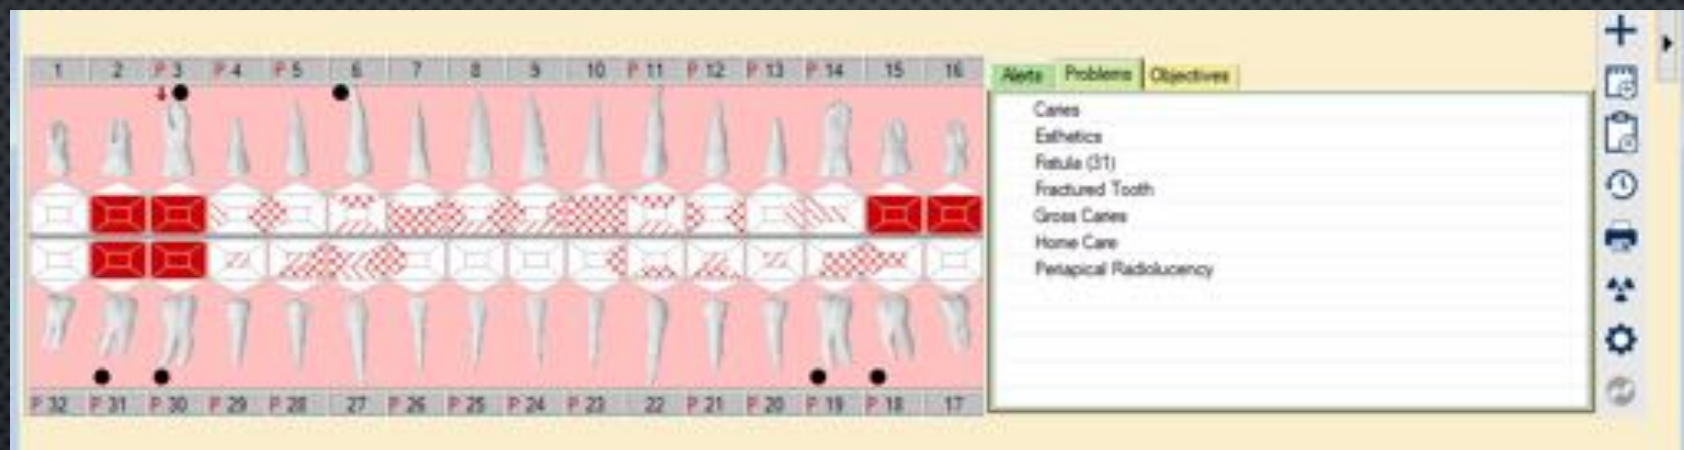 1 2 P 3 P 4 P 5 6 7 8 9 10 P 11 P 12 P 13 P 14 15 16
Alerts Problems Objectives
Caries
Esthetics
Fistula (31)
Fractured Tooth
Gross Caries
Home Care
Periapical Radiolucency
P 32 P 31 P 30 P 29 P 28 27 P 26 P 25 P 24 P 23 22 P 21 P 20 P 19 P 18 17